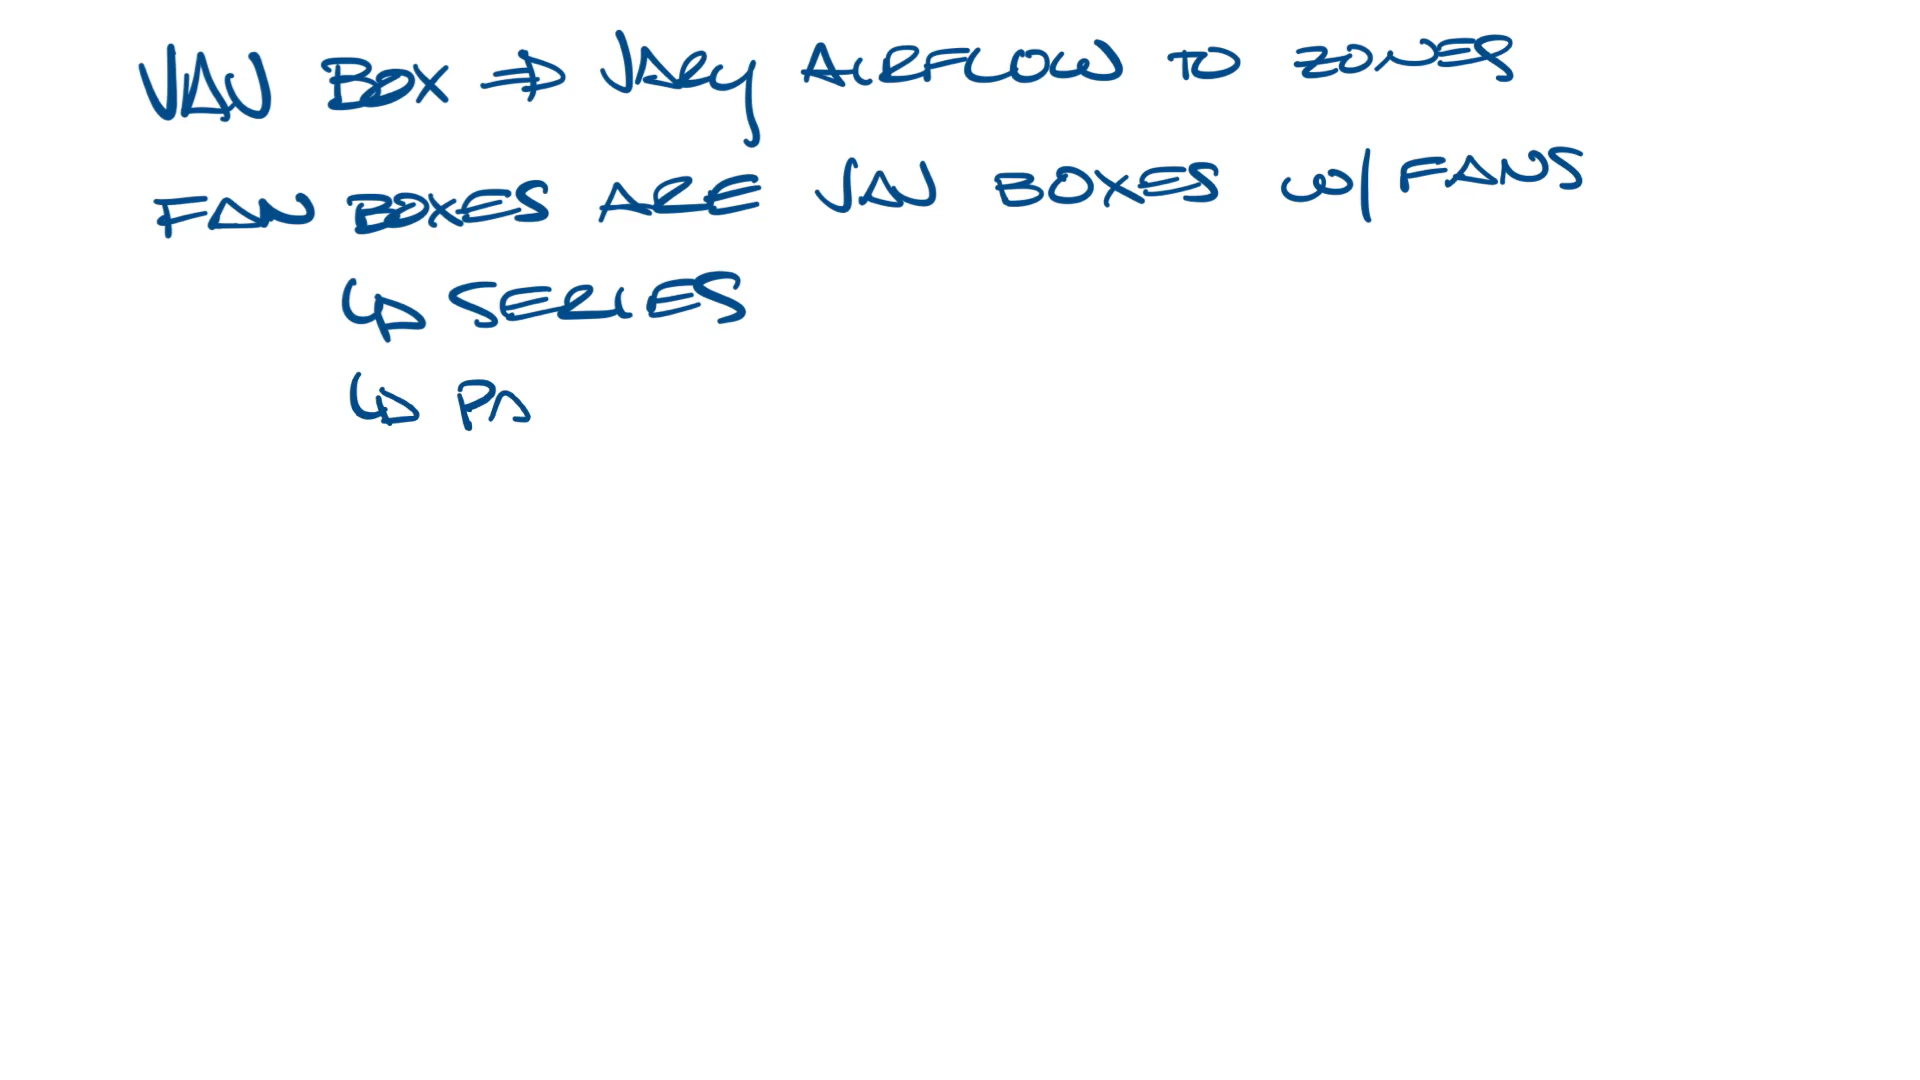 VAV BOX ⇒ VARY AIRFLOW TO ZONES
FAN BOXES ARE VAV BOXES W/ FANS
↳ SERIES
↳ PA